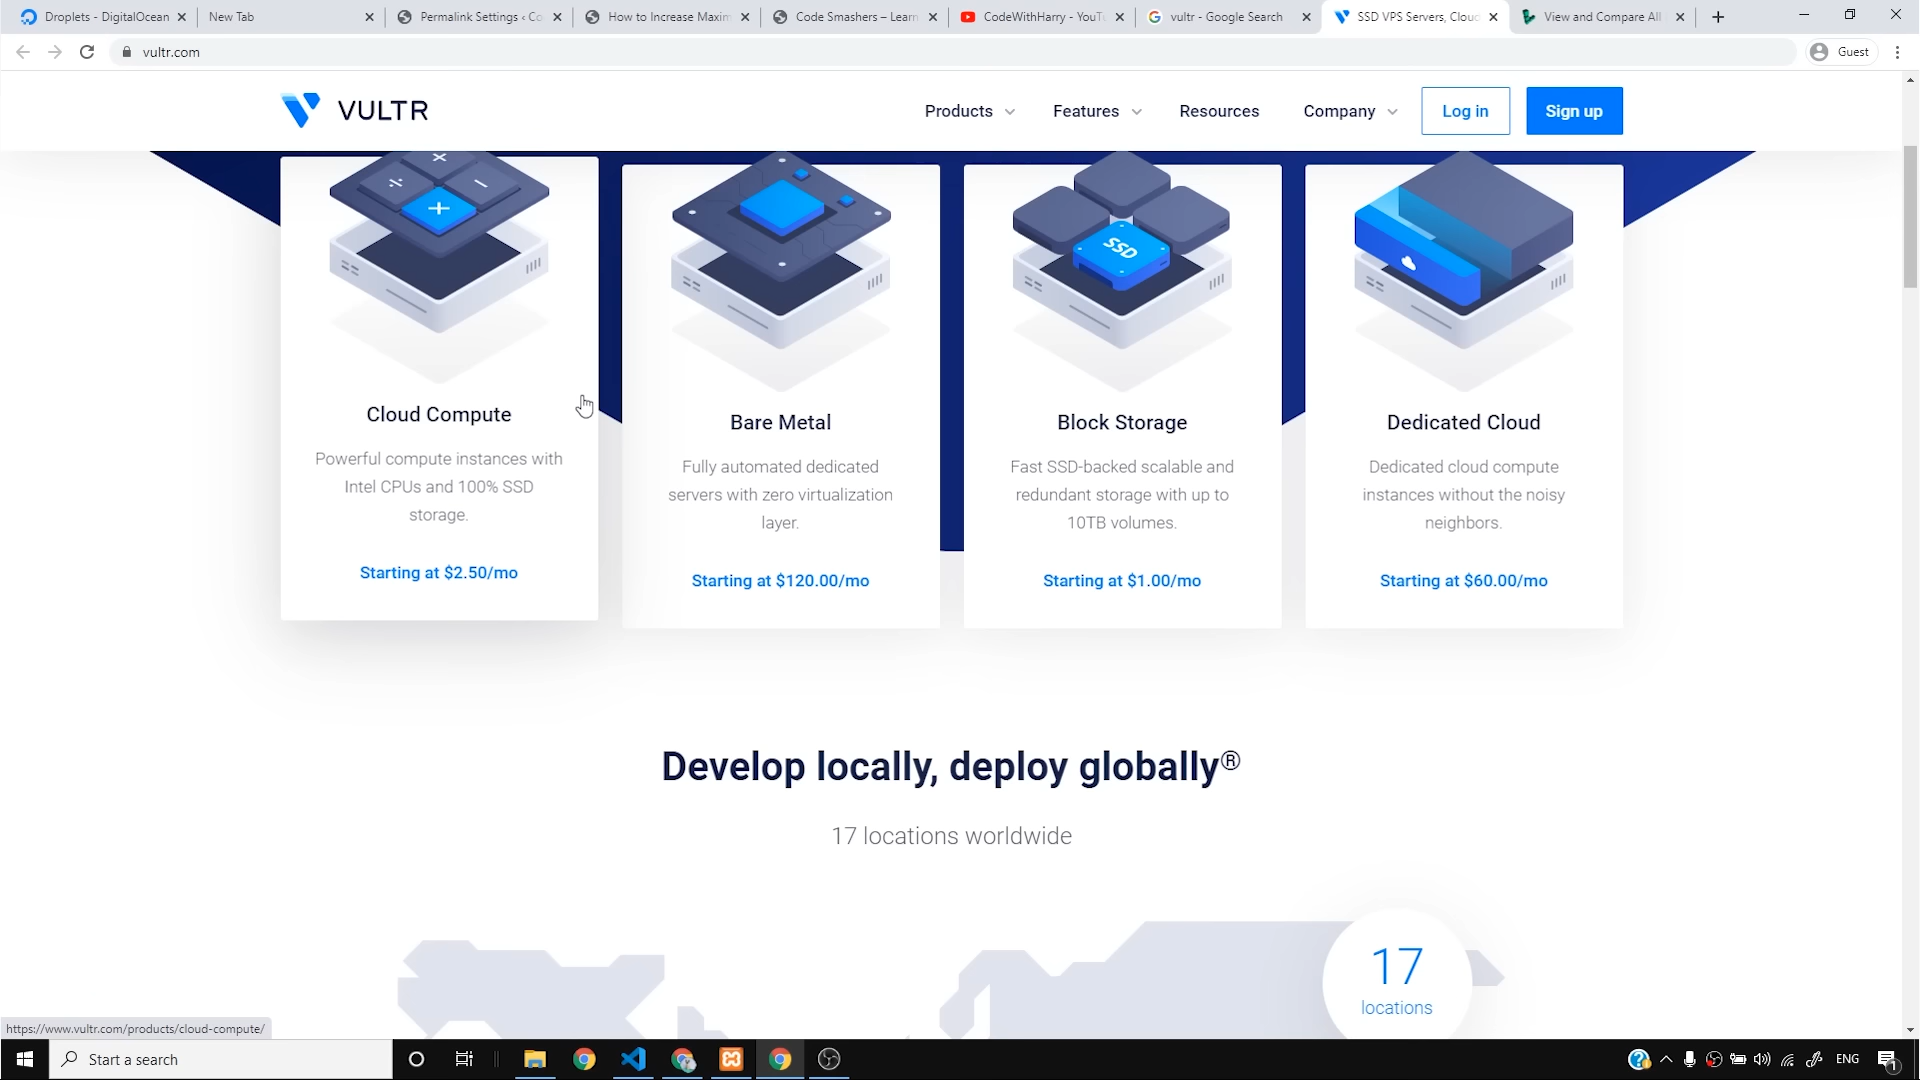 Droplets - DigitalOcean
New Tab
Permalink Settings ‹ Co
How to Increase Maxim
Code Smashers – Learn
CodeWithHarry - YouTu
vultr - Google Search
SSD VPS Servers, Cloud
View and Compare All
vultr.com
Guest
VULTR
Products
Features
Resources
Company
Log in
Sign up
SSD
Cloud Compute
Powerful compute instances with
Intel CPUs and 100% SSD
storage.
Starting at $2.50/mo
Bare Metal
Fully automated dedicated
servers with zero virtualization
layer.
Starting at $120.00/mo
Block Storage
Fast SSD-backed scalable and
redundant storage with up to
10TB volumes.
Starting at $1.00/mo
Dedicated Cloud
Dedicated cloud compute
instances without the noisy
neighbors.
Starting at $60.00/mo
Develop locally, deploy globally®
17 locations worldwide
17
locations
https://www.vultr.com/products/cloud-compute/
Start a search
ENG
1